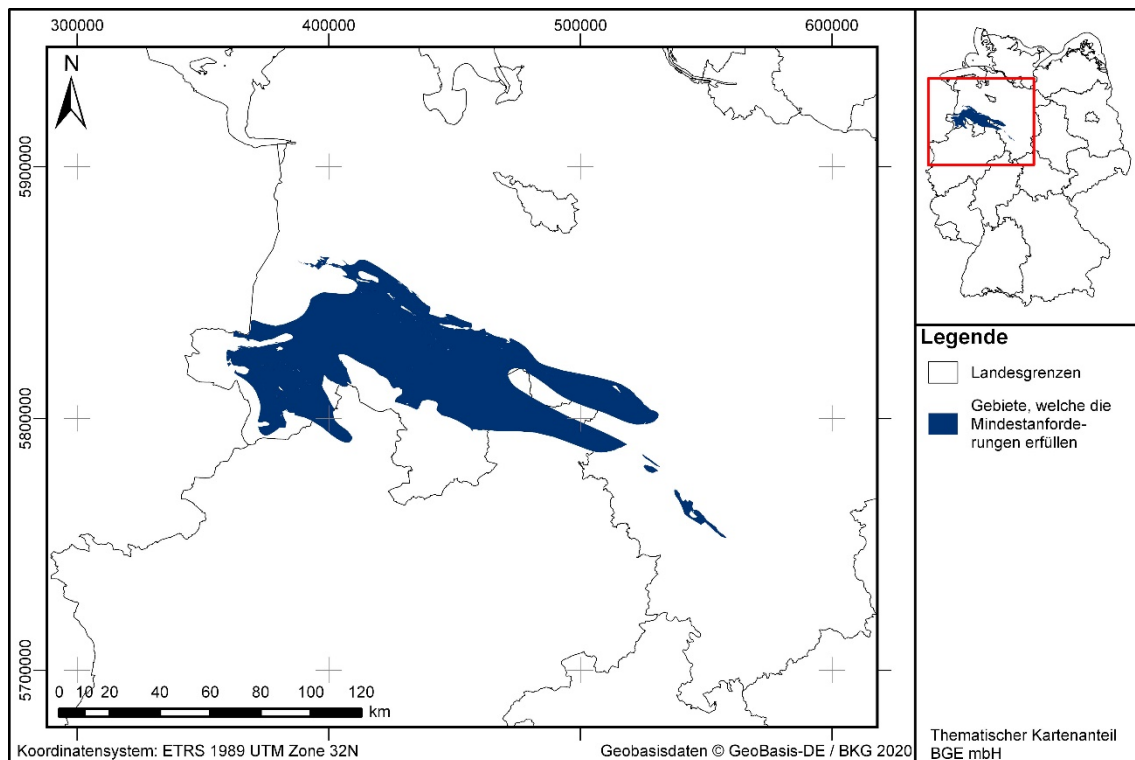 300000 400000 500000 600000
N
5900000
5800000
5700000
0 10 20 40 60 80 100 120
km
Koordinatensystem: ETRS 1989 UTM Zone 32N
Geobasisdaten © GeoBasis-DE / BKG 2020
Legende
Landesgrenzen
Gebiete, welche die
Mindestanforde-
rungen erfüllen
Thematischer Kartenanteil
BGE mbH